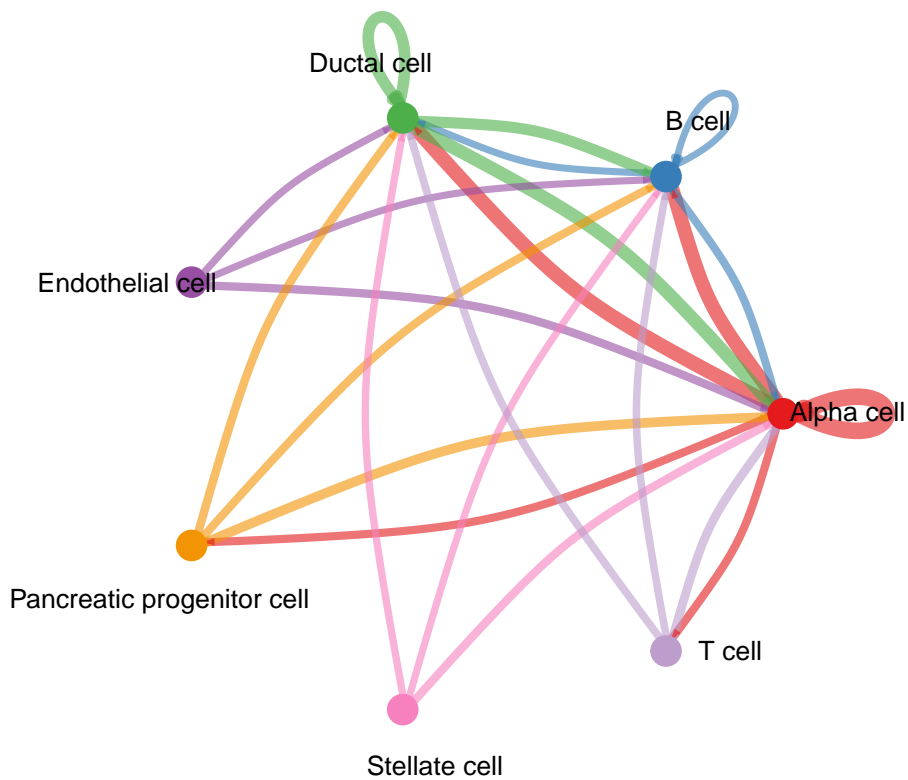 Ductal cell
B cell
Endothelial cell
Alpha cell
Pancreatic progenitor cell
T cell
Stellate cell